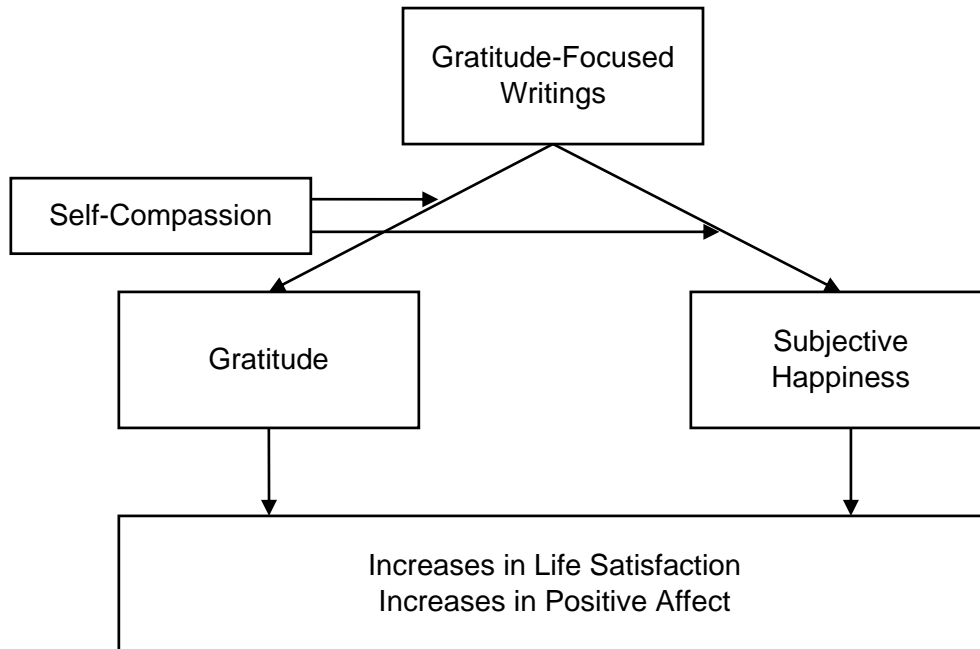 Gratitude-Focused
Writings
Self-Compassion
Gratitude
Subjective
Happiness
Increases in Life Satisfaction
Increases in Positive Affect